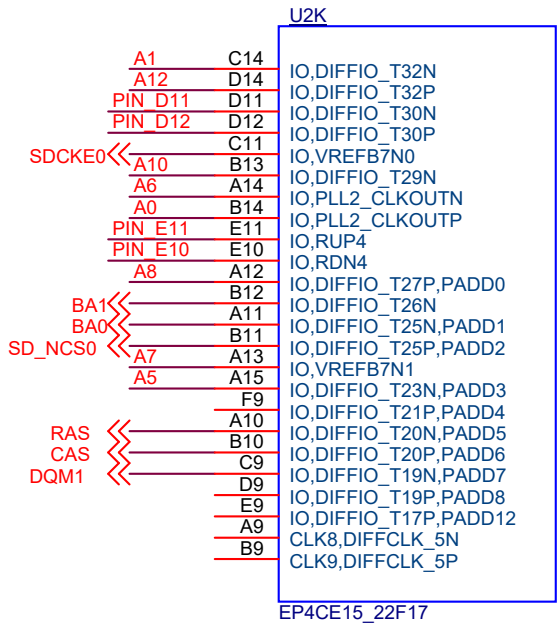 U2K
A1 C14 IO,DIFFIO_T32N
A12 D14 IO,DIFFIO_T32P
PIN_D11 D11 IO,DIFFIO_T30N
PIN_D12 D12 IO,DIFFIO_T30P
SDCKE0 C11 IO,VREFB7N0
A10 B13 IO,DIFFIO_T29N
A6 A14 IO,PLL2_CLKOUTN
A0 B14 IO,PLL2_CLKOUTP
PIN_E11 E11 IO,RUP4
PIN_E10 E10 IO,RDN4
A8 A12 IO,DIFFIO_T27P,PADD0
BA1 B12 IO,DIFFIO_T26N
BA0 A11 IO,DIFFIO_T25N,PADD1
SD_NCS0 B11 IO,DIFFIO_T25P,PADD2
A7 A13 IO,VREFB7N1
A5 A15 IO,DIFFIO_T23N,PADD3
F9 IO,DIFFIO_T21P,PADD4
RAS A10 IO,DIFFIO_T20N,PADD5
CAS B10 IO,DIFFIO_T20P,PADD6
DQM1 C9 IO,DIFFIO_T19N,PADD7
D9 IO,DIFFIO_T19P,PADD8
E9 IO,DIFFIO_T17P,PADD12
A9 CLK8,DIFFCLK_5N
B9 CLK9,DIFFCLK_5P
EP4CE15_22F17